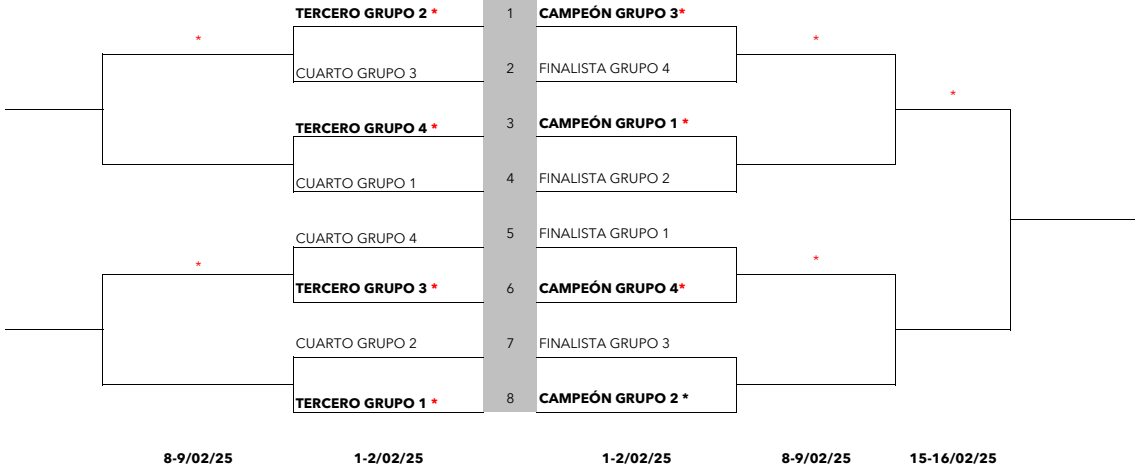 TERCERO GRUPO 2 * 1 CAMPEÓN GRUPO 3*
* *
CUARTO GRUPO 3 2 FINALISTA GRUPO 4
*
TERCERO GRUPO 4 * 3 CAMPEÓN GRUPO 1 *
CUARTO GRUPO 1 4 FINALISTA GRUPO 2
CUARTO GRUPO 4 5 FINALISTA GRUPO 1
* *
TERCERO GRUPO 3 * 6 CAMPEÓN GRUPO 4*
CUARTO GRUPO 2 7 FINALISTA GRUPO 3
TERCERO GRUPO 1 * 8 CAMPEÓN GRUPO 2 *
8-9/02/25 1-2/02/25 1-2/02/25 8-9/02/25 15-16/02/25